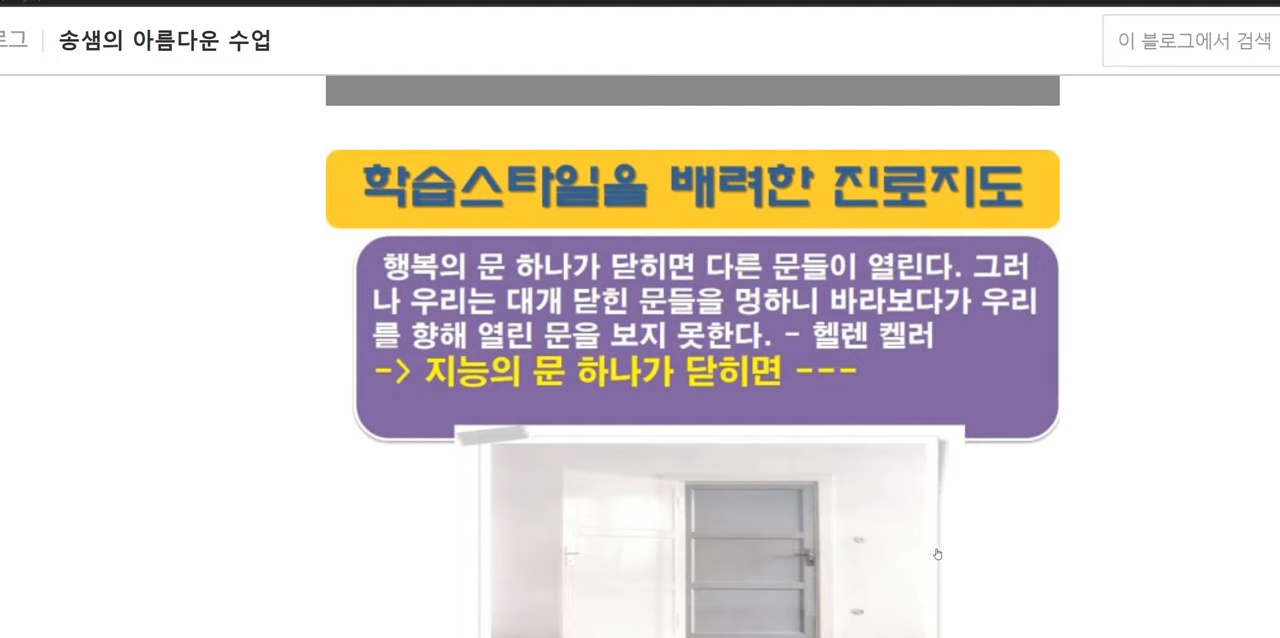 로그
송샘의 아름다운 수업
이 블로그에서 검색
학습스타일을 배려한 진로지도
행복의 문 하나가 닫히면 다른 문들이 열린다. 그러
나 우리는 대개 닫힌 문들을 멍하니 바라보다가 우리
를 향해 열린 문을 보지 못한다. - 헬렌 켈러
-> 지능의 문 하나가 닫히면 ---